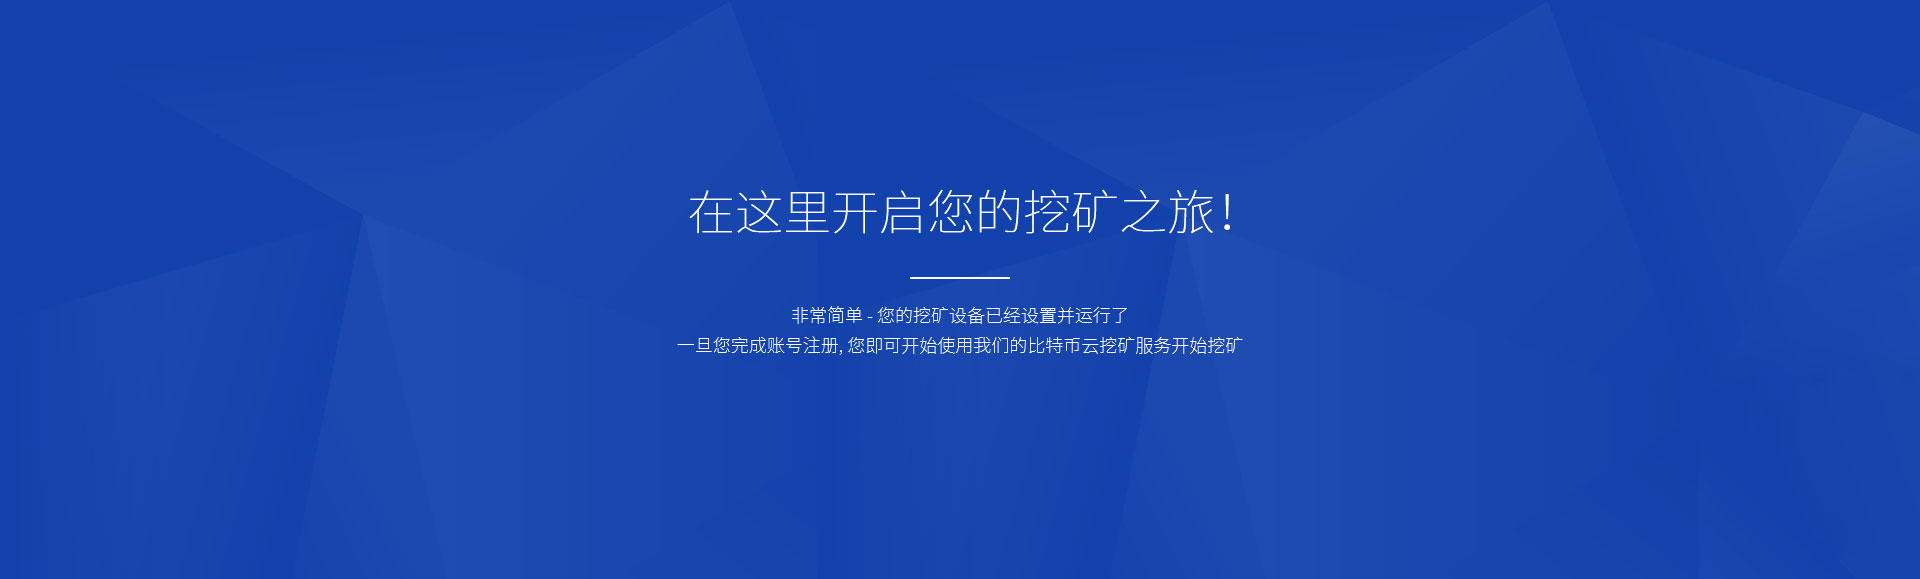 在这里开启您的挖矿之旅!
非常简单 - 您的挖矿设备已经设置并运行了
一旦您完成账号注册, 您即可开始使用我们的比特币云挖矿服务开始挖矿